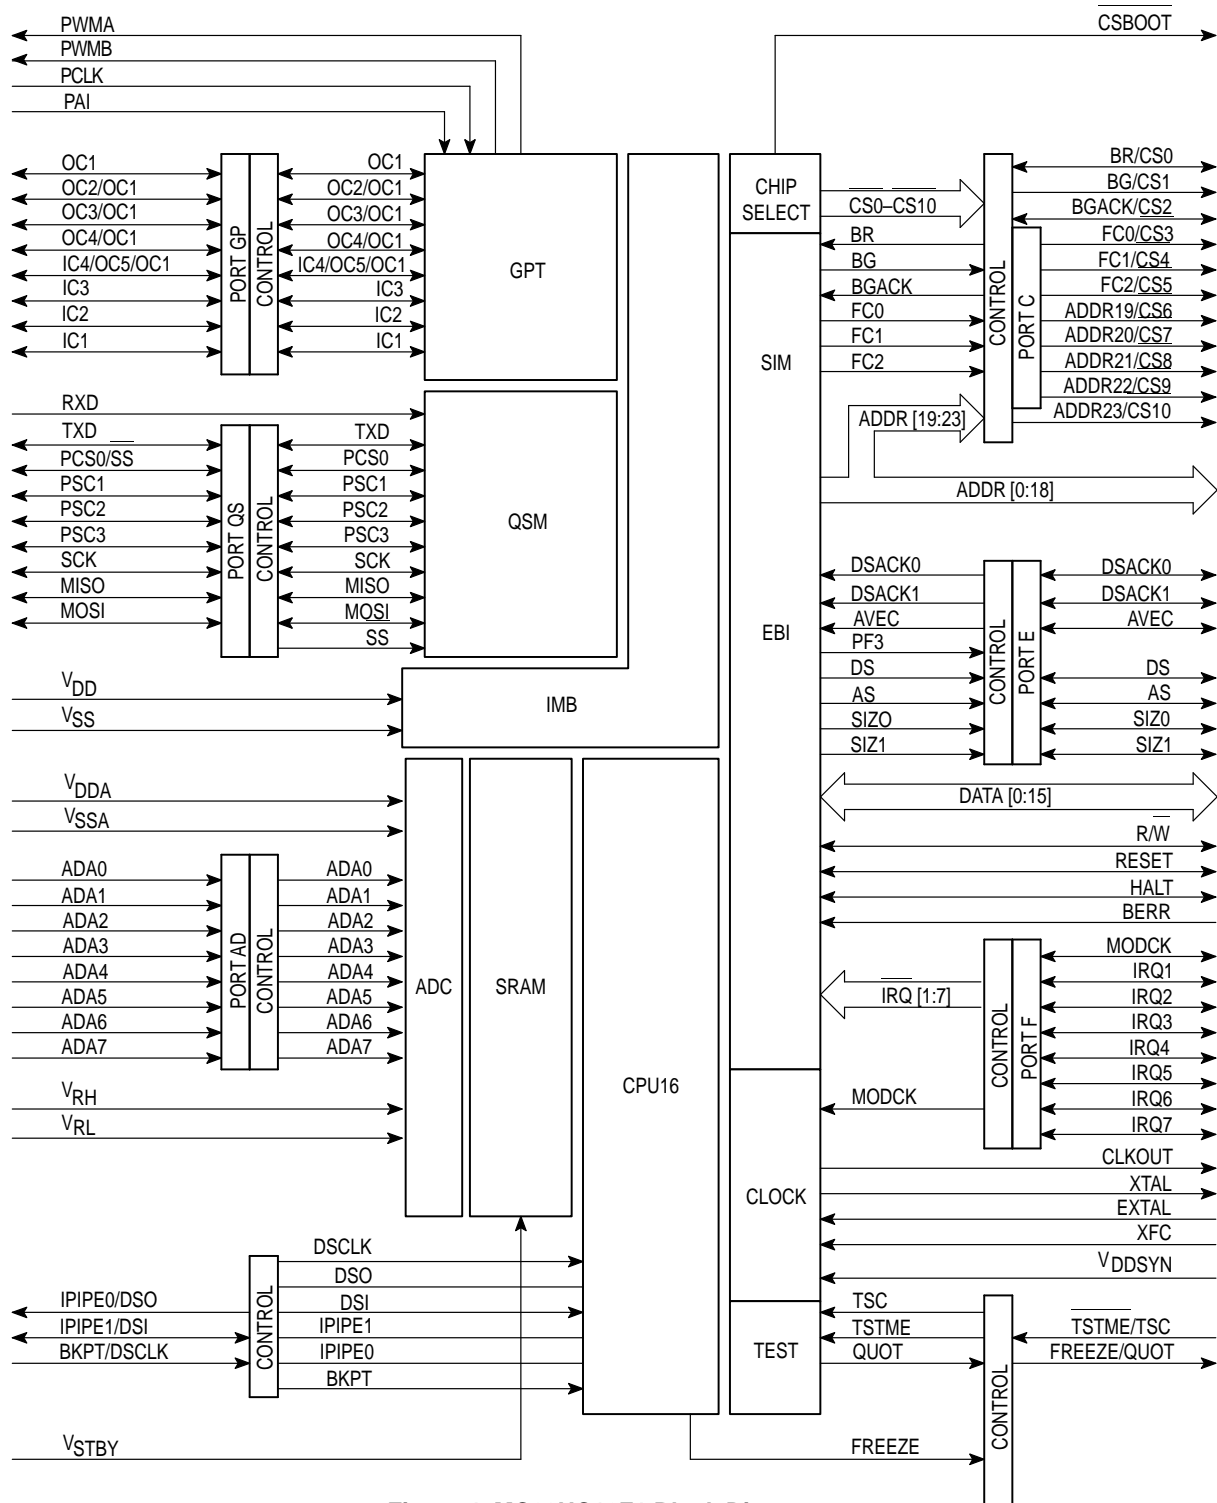 PWMA
PWMB
PCLK
PAI
CSBOOT
OC1
OC2/OC1
OC3/OC1
OC4/OC1
IC4/OC5/OC1
IC3
IC2
IC1
PORT GP
CONTROL
OC1
OC2/OC1
OC3/OC1
OC4/OC1
IC4/OC5/OC1
IC3
IC2
IC1
GPT
RXD
TXD
PCS0/SS
PSC1
PSC2
PSC3
SCK
MISO
MOSI
PORT QS
CONTROL
TXD
PCS0
PSC1
PSC2
PSC3
SCK
MISO
MOSI
SS
QSM
VDD
VSS
IMB
VDDA
VSSA
ADA0
ADA1
ADA2
ADA3
ADA4
ADA5
ADA6
ADA7
PORT AD
CONTROL
ADA0
ADA1
ADA2
ADA3
ADA4
ADA5
ADA6
ADA7
VRH
VRL
ADC
SRAM
CPU16
IPIPE0/DSO
IPIPE1/DSI
BKPT/DSCLK
CONTROL
DSCLK
DSO
DSI
IPIPE1
IPIPE0
BKPT
VSTBY
CHIP
SELECT
SIM
EBI
CLOCK
TEST
CS0–CS10
BR
BG
BGACK
FC0
FC1
FC2
ADDR [19:23]
CONTROL
PORT C
BR/CS0
BG/CS1
BGACK/CS2
FC0/CS3
FC1/CS4
FC2/CS5
ADDR19/CS6
ADDR20/CS7
ADDR21/CS8
ADDR22/CS9
ADDR23/CS10
ADDR [0:18]
DSACK0
DSACK1
AVEC
PF3
DS
AS
SIZO
SIZ1
CONTROL
PORT E
DSACK0
DSACK1
AVEC
DS
AS
SIZ0
SIZ1
DATA [0:15]
R/W
RESET
HALT
BERR
IRQ [1:7]
MODCK
CONTROL
PORT F
MODCK
IRQ1
IRQ2
IRQ3
IRQ4
IRQ5
IRQ6
IRQ7
CLKOUT
XTAL
EXTAL
XFC
VDDSYN
TSC
TSTME
QUOT
FREEZE
CONTROL
TSTME/TSC
FREEZE/QUOT